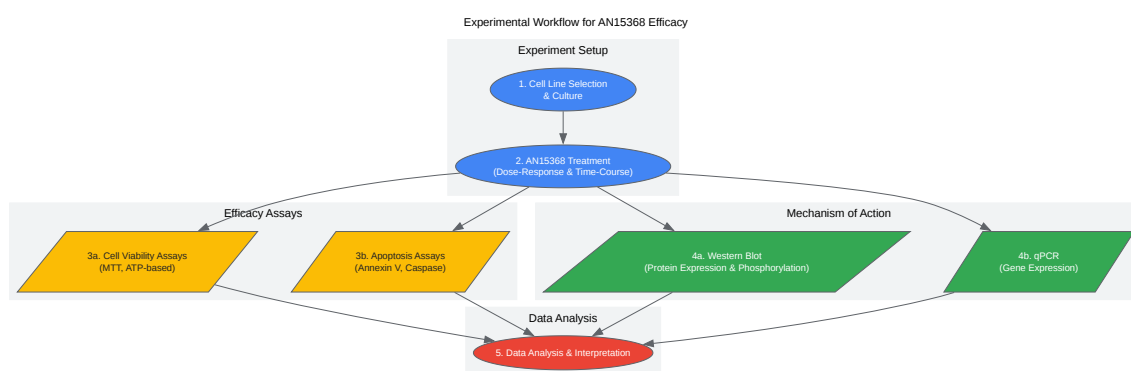 Experimental Workflow for AN15368 Efficacy
Experiment Setup
1. Cell Line Selection
& Culture
2. AN15368 Treatment
(Dose-Response & Time-Course)
Efficacy Assays
3a. Cell Viability Assays
(MTT, ATP-based)
3b. Apoptosis Assays
(Annexin V, Caspase)
Mechanism of Action
4a. Western Blot
(Protein Expression & Phosphorylation)
4b. qPCR
(Gene Expression)
Data Analysis
5. Data Analysis & Interpretation